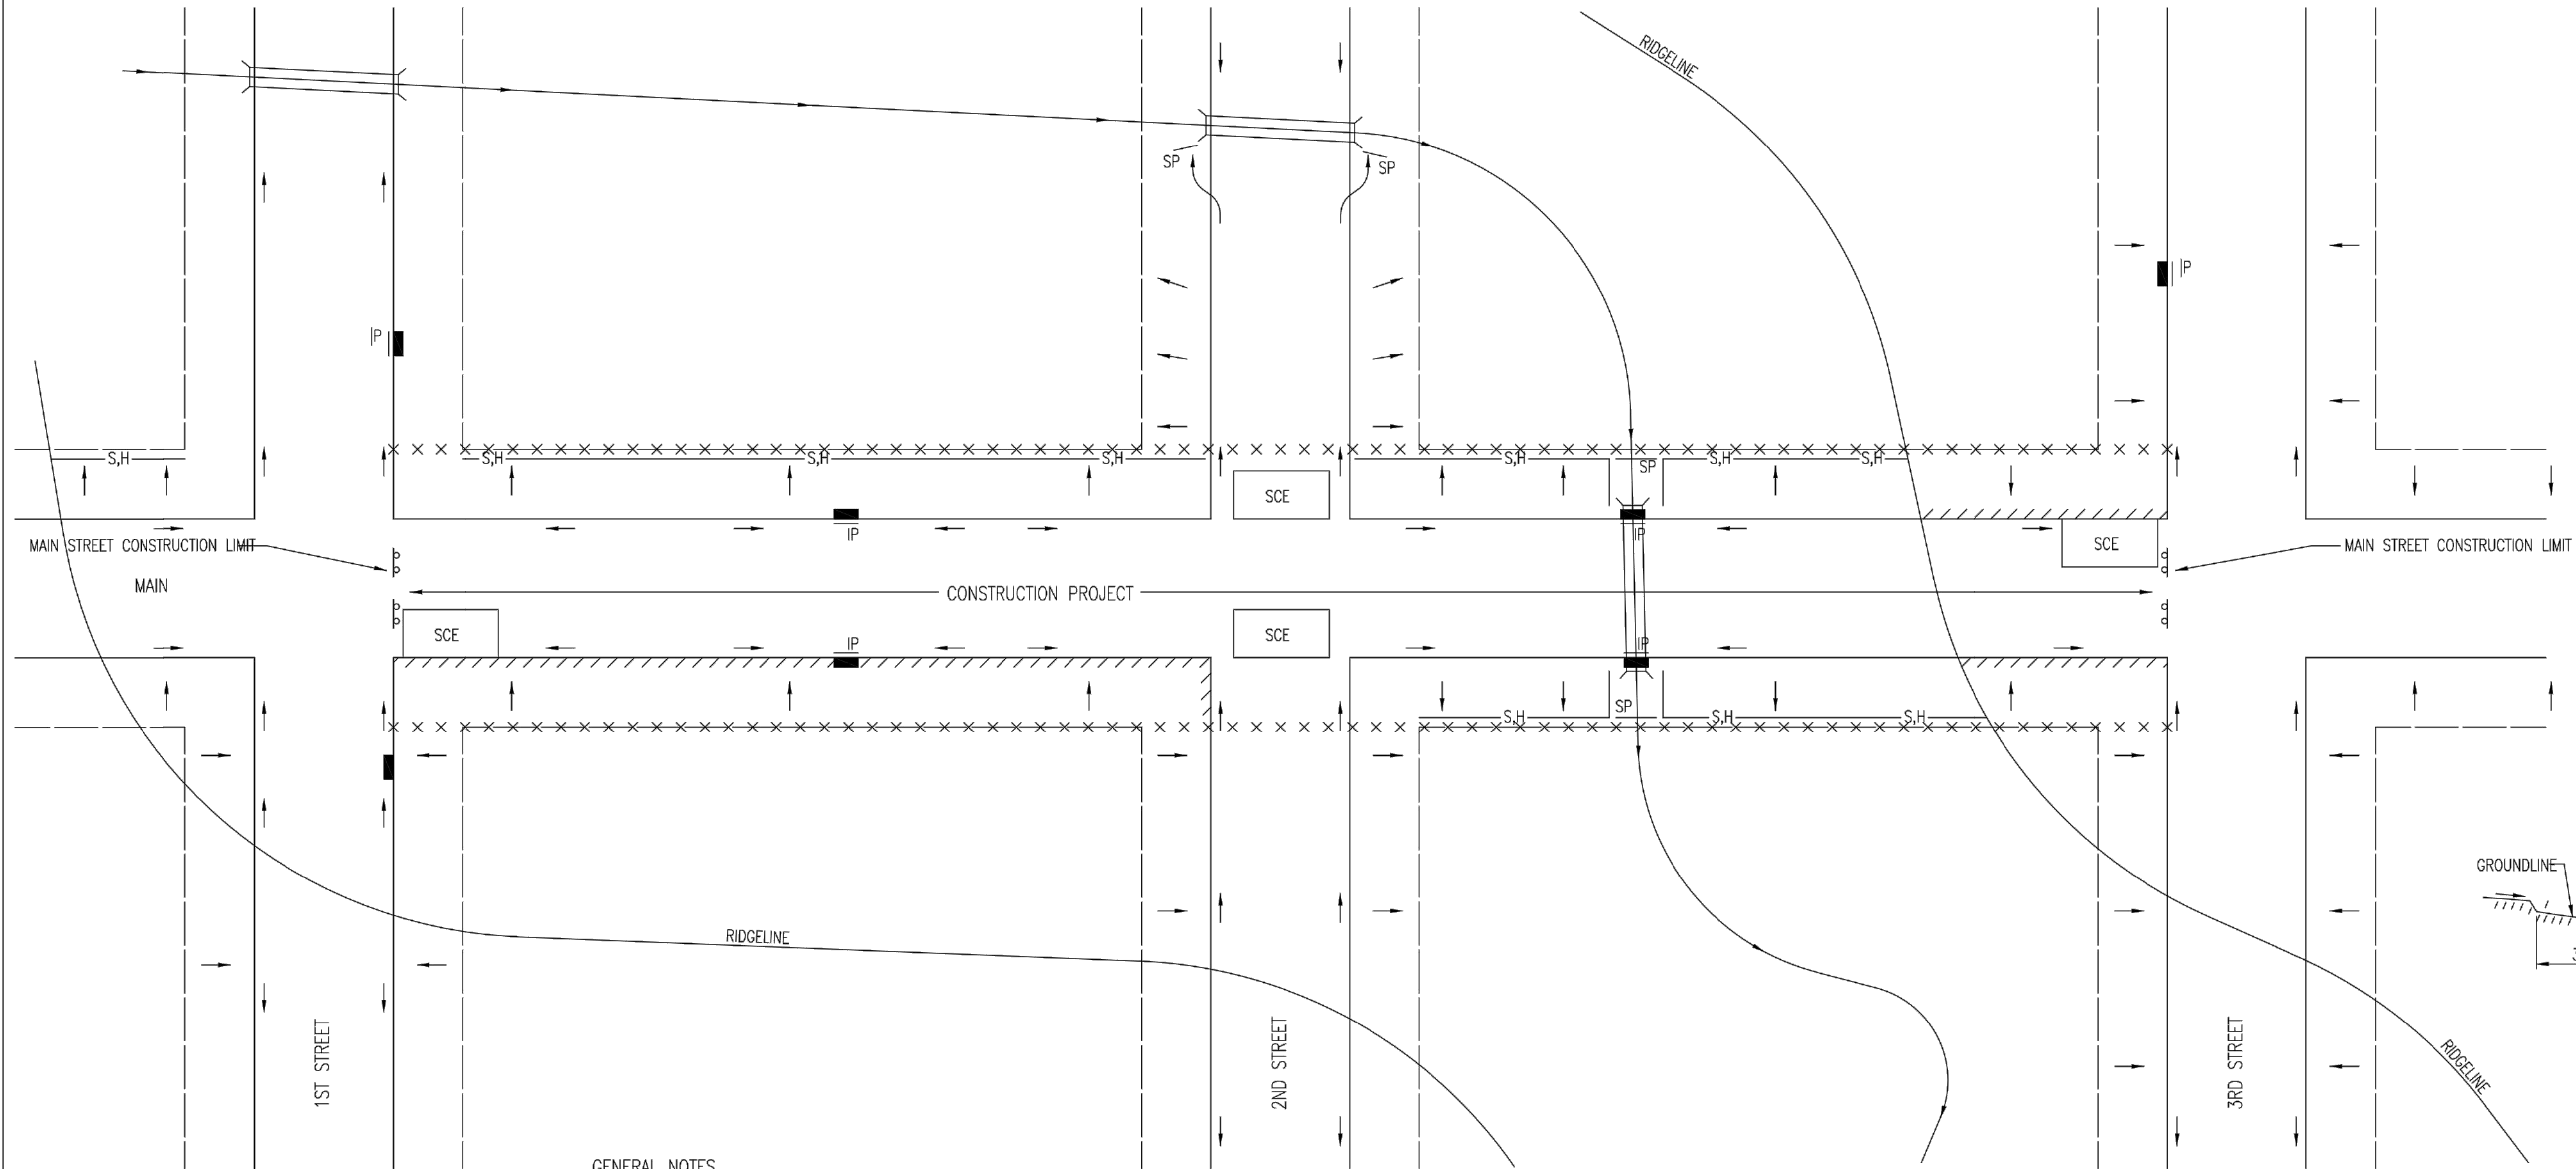 RIDGELINE
SP
SP
IP
IP
S,H
S,H
S,H
S,H
S,H
SP
S,H
S,H
SCE
IP
IP
SCE
MAIN STREET CONSTRUCTION LIMIT
MAIN STREET CONSTRUCTION LIMIT
MAIN
CONSTRUCTION PROJECT
SCE
SCE
IP
IP
SP
S,H
S,H
S,H
GROUNDLINE
RIDGELINE
1ST STREET
2ND STREET
3RD STREET
RIDGELINE
GENERAL NOTES